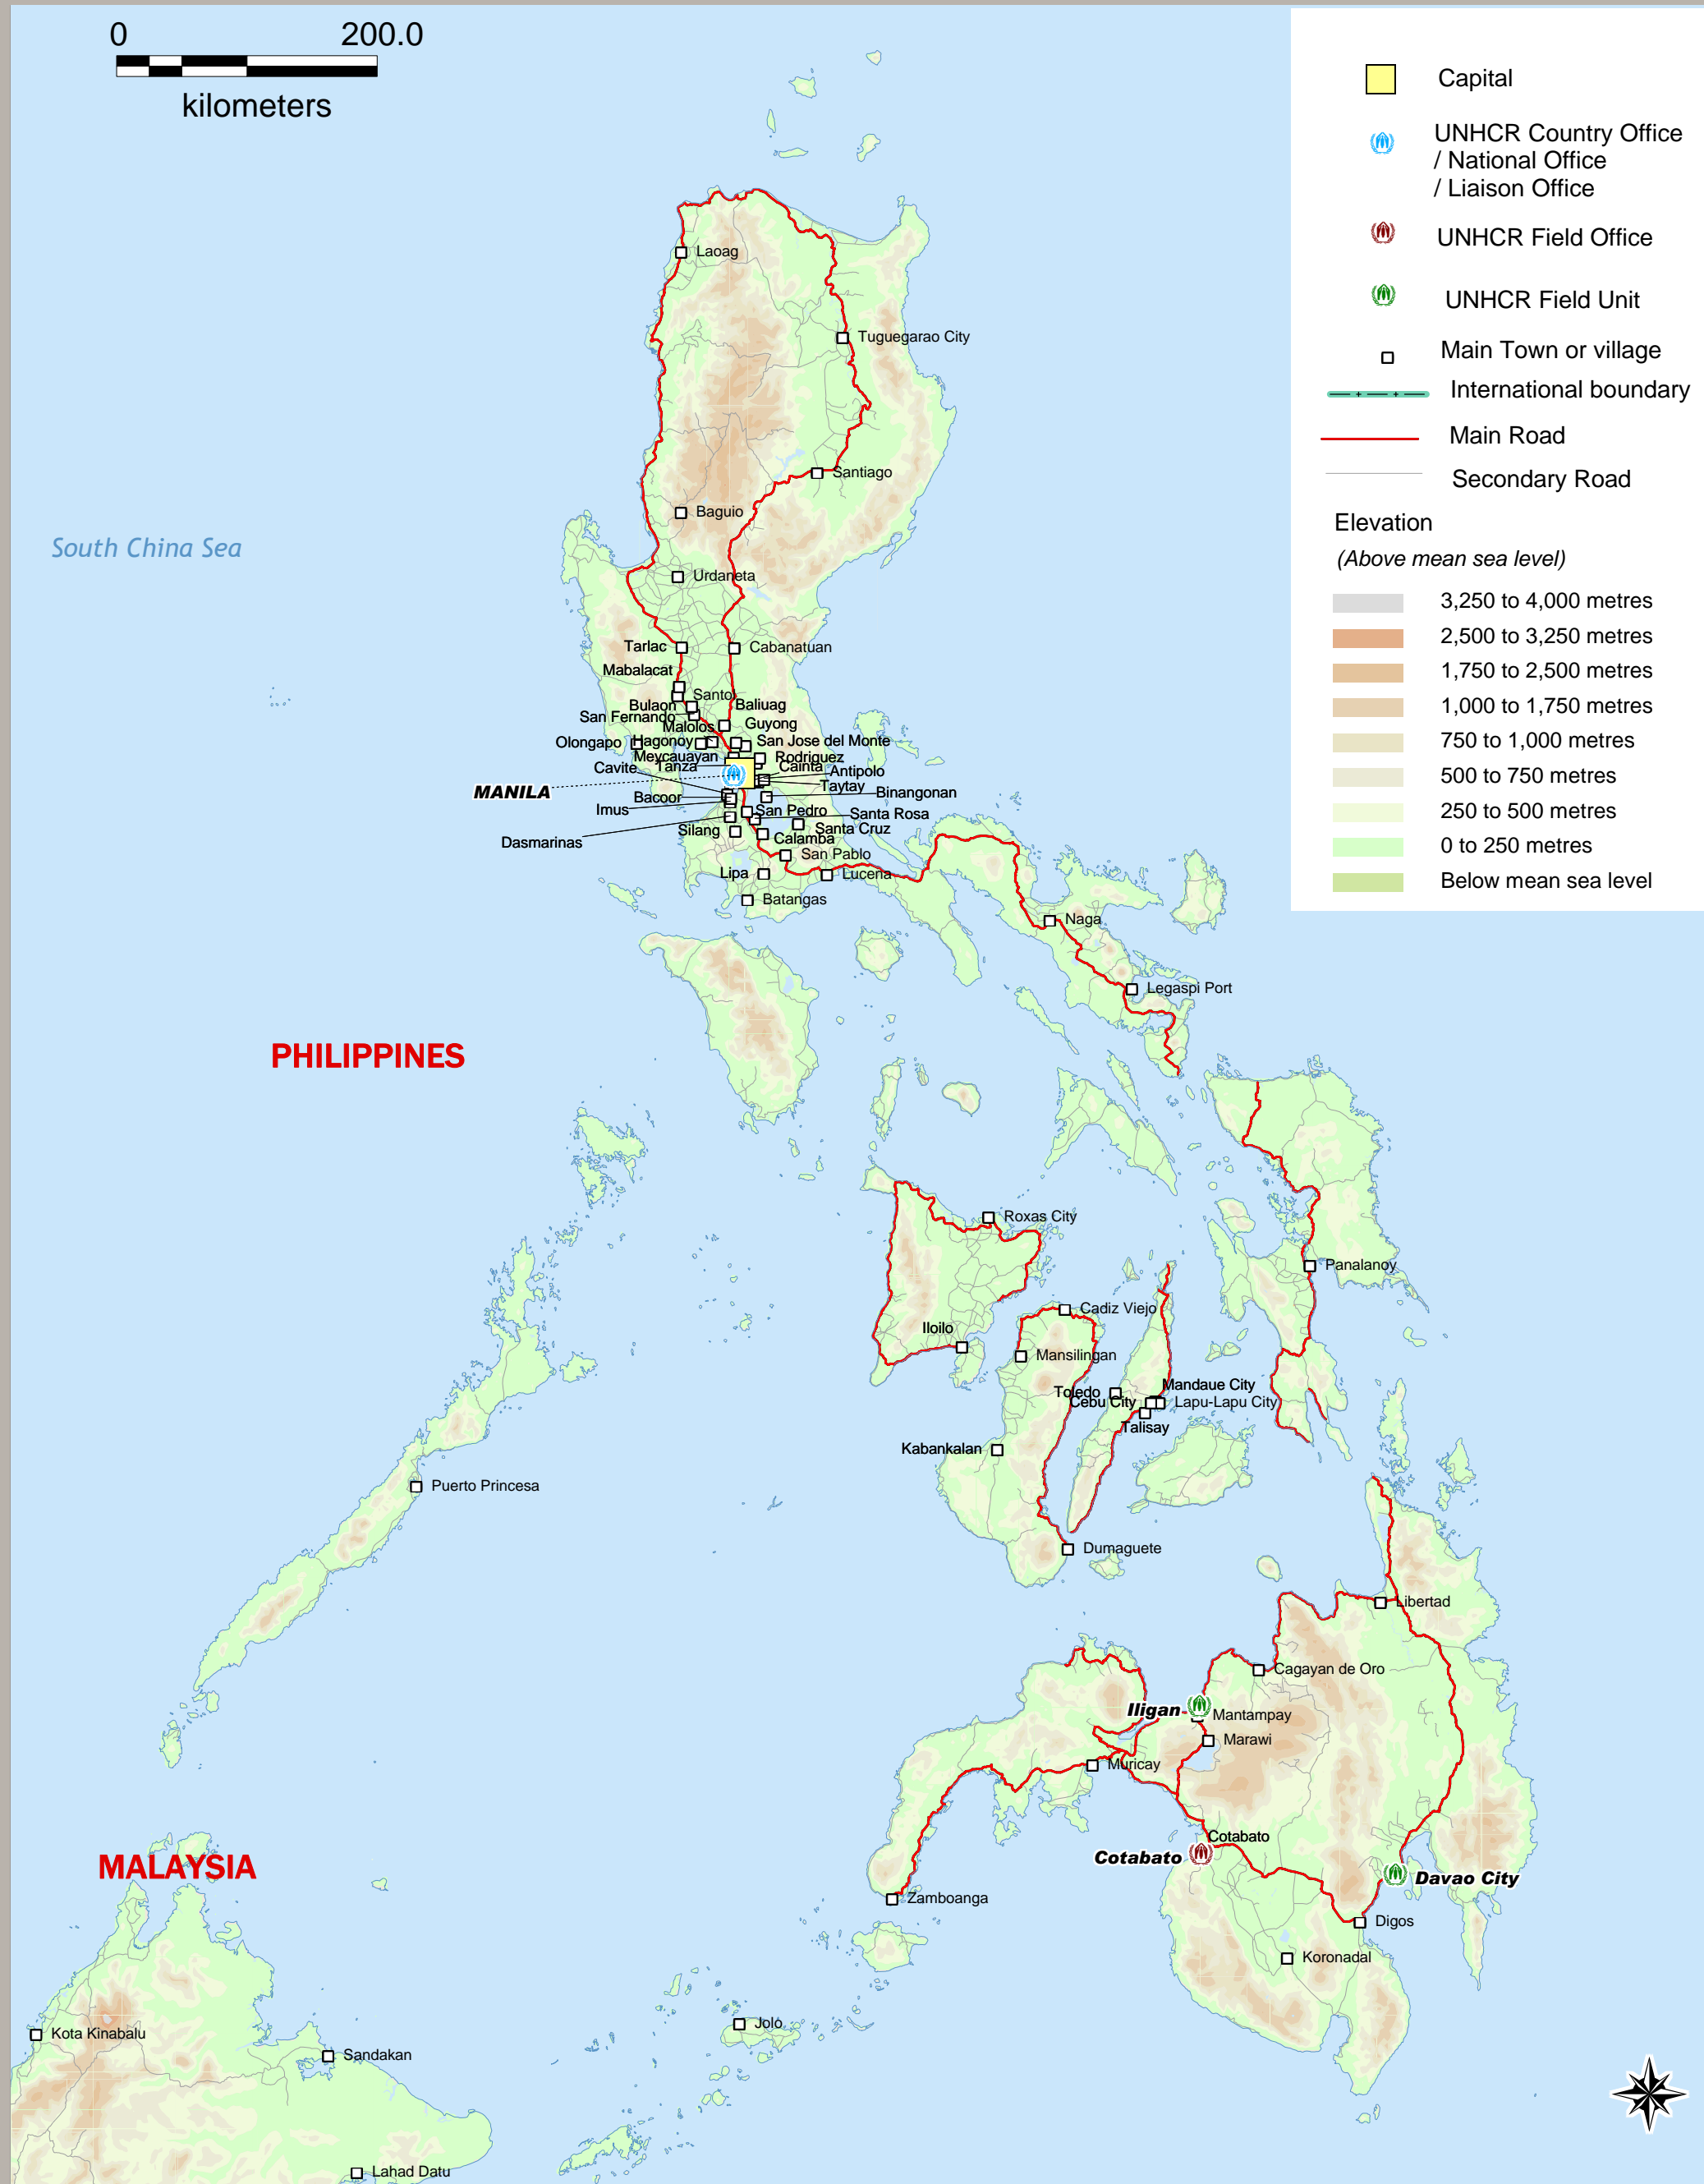 0 200.0
kilometers
Capital
UNHCR Country Office
/ National Office
/ Liaison Office
UNHCR Field Office
UNHCR Field Unit
Main Town or village
International boundary
Main Road
Secondary Road
Elevation
(Above mean sea level)
3,250 to 4,000 metres
2,500 to 3,250 metres
1,750 to 2,500 metres
1,000 to 1,750 metres
750 to 1,000 metres
500 to 750 metres
250 to 500 metres
0 to 250 metres
Below mean sea level
Laoag
Tuguegarao City
Santiago
Baguio
South China Sea
Urdaneta
Tarlac
Cabanatuan
Mabalacat
Santo
Bulaon
Baliuag
San Fernando
Malolos
Guyong
Olongapo
Hagonoy
San Jose del Monte
Meycauayan
Rodriguez
Cavite
Tanza
Cainta
Antipolo
Taytay
MANILA
Bacoor
Binangonan
Imus
San Pedro
Santa Rosa
Silang
Santa Cruz
Dasmarinas
Calamba
San Pablo
Lipa
Lucena
Batangas
Naga
Legaspi Port
PHILIPPINES
Roxas City
Panalanoy
Cadiz Viejo
Iloilo
Mansilingan
Toledo
Mandaue City
Cebu City
Lapu-Lapu City
Talisay
Kabankalan
Puerto Princesa
Dumaguete
Libertad
Cagayan de Oro
Iligan
Mantampay
Marawi
Muricay
Cotabato
Cotabato
MALAYSIA
Davao City
Zamboanga
Digos
Koronadal
Jolo
Kota Kinabalu
Sandakan
Lahad Datu